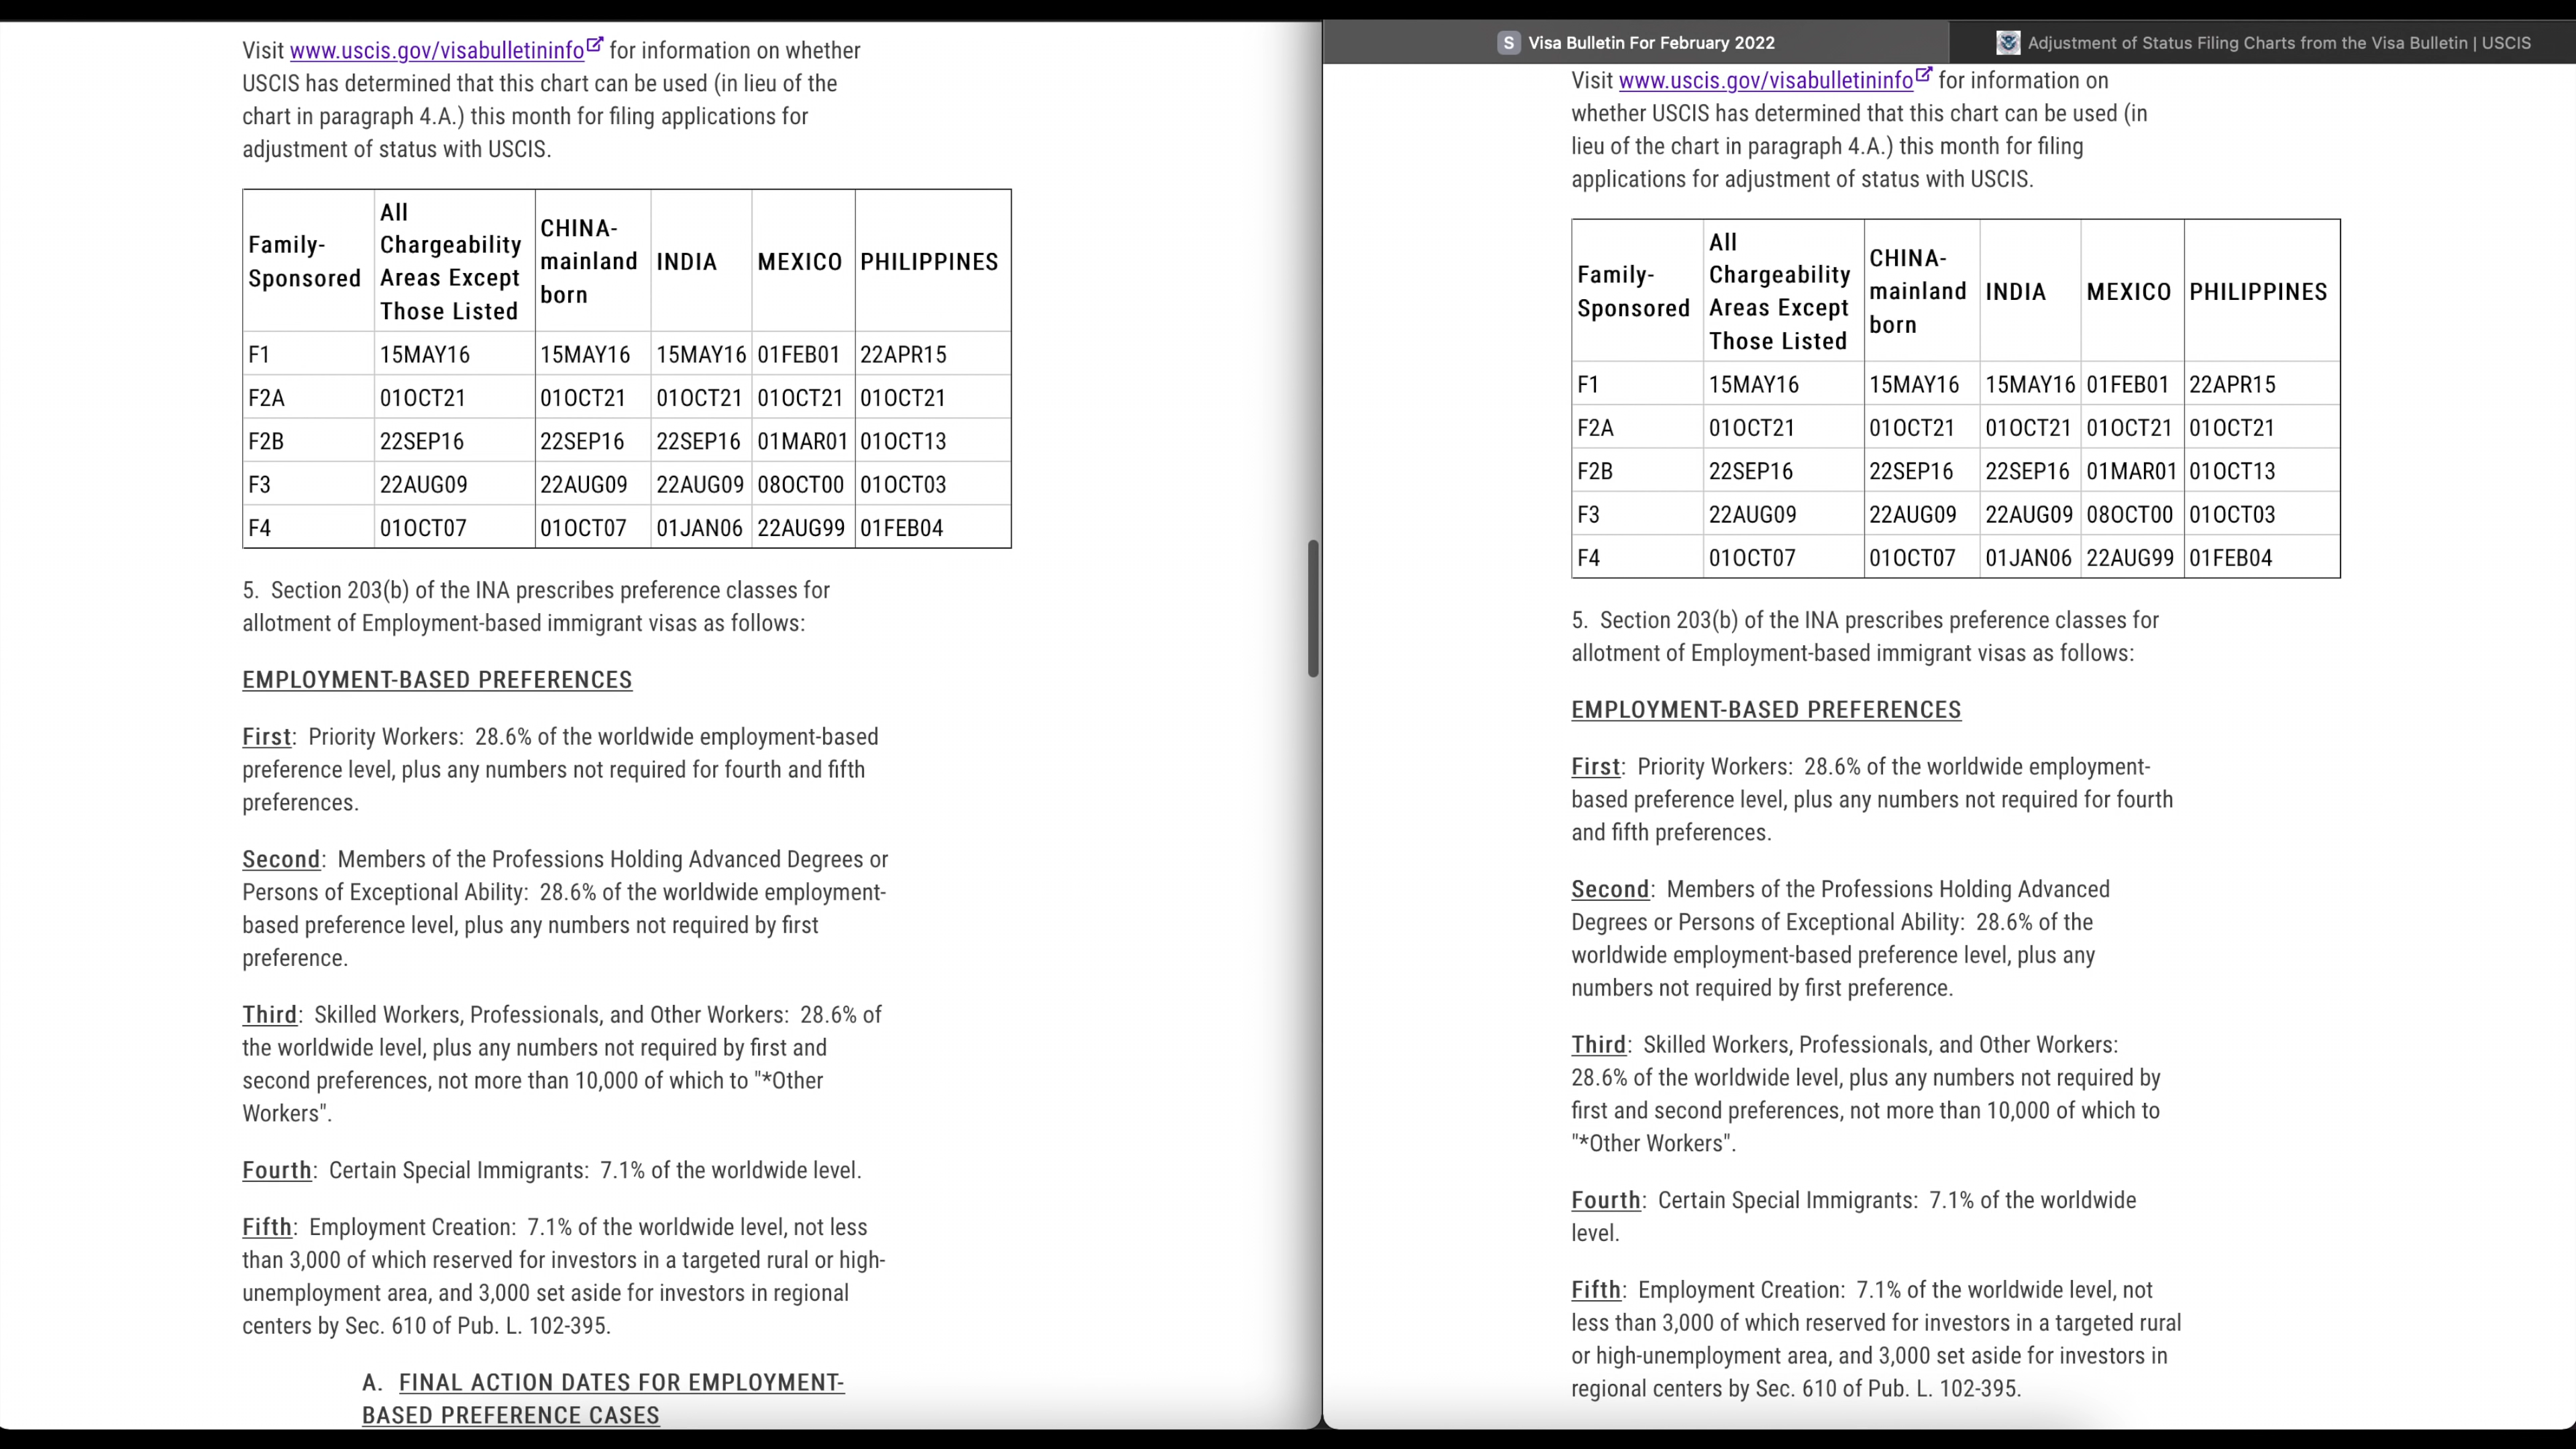 Visit www.uscis.gov/visabulletininfo for information on whether
USCIS has determined that this chart can be used (in lieu of the
chart in paragraph 4.A.) this month for filing applications for
adjustment of status with USCIS.
Family-Sponsored All Chargeability Areas Except Those Listed CHINA-mainland born INDIA MEXICO PHILIPPINES
F1 15MAY16 15MAY16 15MAY16 01FEB01 22APR15
F2A 01OCT21 01OCT21 01OCT21 01OCT21 01OCT21
F2B 22SEP16 22SEP16 22SEP16 01MAR01 01OCT13
F3 22AUG09 22AUG09 22AUG09 08OCT00 01OCT03
F4 01OCT07 01OCT07 01JAN06 22AUG99 01FEB04
5. Section 203(b) of the INA prescribes preference classes for
allotment of Employment-based immigrant visas as follows:
EMPLOYMENT-BASED PREFERENCES
First: Priority Workers: 28.6% of the worldwide employment-based
preference level, plus any numbers not required for fourth and fifth
preferences.
Second: Members of the Professions Holding Advanced Degrees or
Persons of Exceptional Ability: 28.6% of the worldwide employment-
based preference level, plus any numbers not required by first
preference.
Third: Skilled Workers, Professionals, and Other Workers: 28.6% of
the worldwide level, plus any numbers not required by first and
second preferences, not more than 10,000 of which to "*Other
Workers".
Fourth: Certain Special Immigrants: 7.1% of the worldwide level.
Fifth: Employment Creation: 7.1% of the worldwide level, not less
than 3,000 of which reserved for investors in a targeted rural or high-
unemployment area, and 3,000 set aside for investors in regional
centers by Sec. 610 of Pub. L. 102-395.
A. FINAL ACTION DATES FOR EMPLOYMENT-
BASED PREFERENCE CASES
S Visa Bulletin For February 2022
Adjustment of Status Filing Charts from the Visa Bulletin | USCIS
Visit www.uscis.gov/visabulletininfo for information on
whether USCIS has determined that this chart can be used (in
lieu of the chart in paragraph 4.A.) this month for filing
applications for adjustment of status with USCIS.
Family-Sponsored All Chargeability Areas Except Those Listed CHINA-mainland born INDIA MEXICO PHILIPPINES
F1 15MAY16 15MAY16 15MAY16 01FEB01 22APR15
F2A 01OCT21 01OCT21 01OCT21 01OCT21 01OCT21
F2B 22SEP16 22SEP16 22SEP16 01MAR01 01OCT13
F3 22AUG09 22AUG09 22AUG09 08OCT00 01OCT03
F4 01OCT07 01OCT07 01JAN06 22AUG99 01FEB04
5. Section 203(b) of the INA prescribes preference classes for
allotment of Employment-based immigrant visas as follows:
EMPLOYMENT-BASED PREFERENCES
First: Priority Workers: 28.6% of the worldwide employment-
based preference level, plus any numbers not required for fourth
and fifth preferences.
Second: Members of the Professions Holding Advanced
Degrees or Persons of Exceptional Ability: 28.6% of the
worldwide employment-based preference level, plus any
numbers not required by first preference.
Third: Skilled Workers, Professionals, and Other Workers:
28.6% of the worldwide level, plus any numbers not required by
first and second preferences, not more than 10,000 of which to
"*Other Workers".
Fourth: Certain Special Immigrants: 7.1% of the worldwide
level.
Fifth: Employment Creation: 7.1% of the worldwide level, not
less than 3,000 of which reserved for investors in a targeted rural
or high-unemployment area, and 3,000 set aside for investors in
regional centers by Sec. 610 of Pub. L. 102-395.